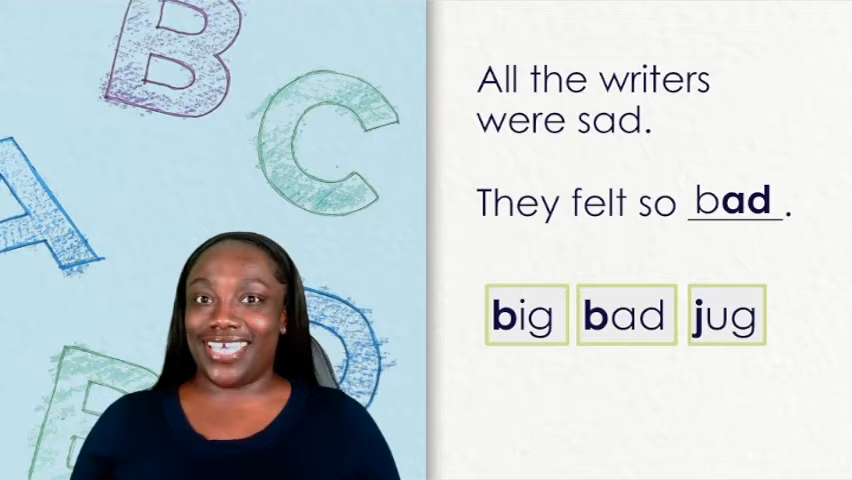 B
C
A
D
E
All the writers
were sad.
They felt so bad.
big bad jug